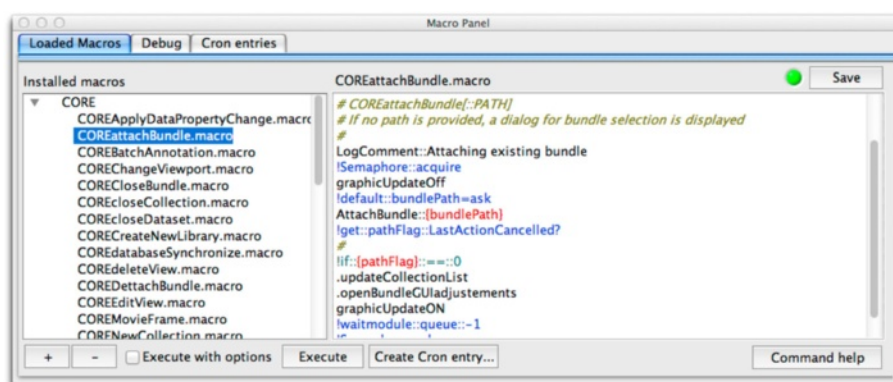 Macro Panel
Loaded Macros Debug Cron entries
Installed macros
CORE
COREApplyDataPropertyChange.macro
COREattachBundle.macro
COREBatchAnnotation.macro
COREChangeViewport.macro
CORECloseBundle.macro
COREcloseCollection.macro
COREcloseDataset.macro
CORECreateNewLibrary.macro
COREdatabaseSynchronize.macro
COREdeleteView.macro
COREDettachBundle.macro
COREEditView.macro
COREMovieFrame.macro
CORENewCollection.macro
COREattachBundle.macro
Save
# COREattachBundle[::PATH]
# If no path is provided, a dialog for bundle selection is displayed
#
LogComment::Attaching existing bundle
!Semaphore::acquire
graphicUpdateOff
!default::bundlePath=ask
AttachBundle::{bundlePath}
!get::pathFlag::LastActionCancelled?
#
!if::{pathFlag}::==::0
.updateCollectionList
.openBundleGUIadjustements
graphicUpdateON
!waitmodule::queue::-1
+ - Execute with options Execute Create Cron entry... Command help